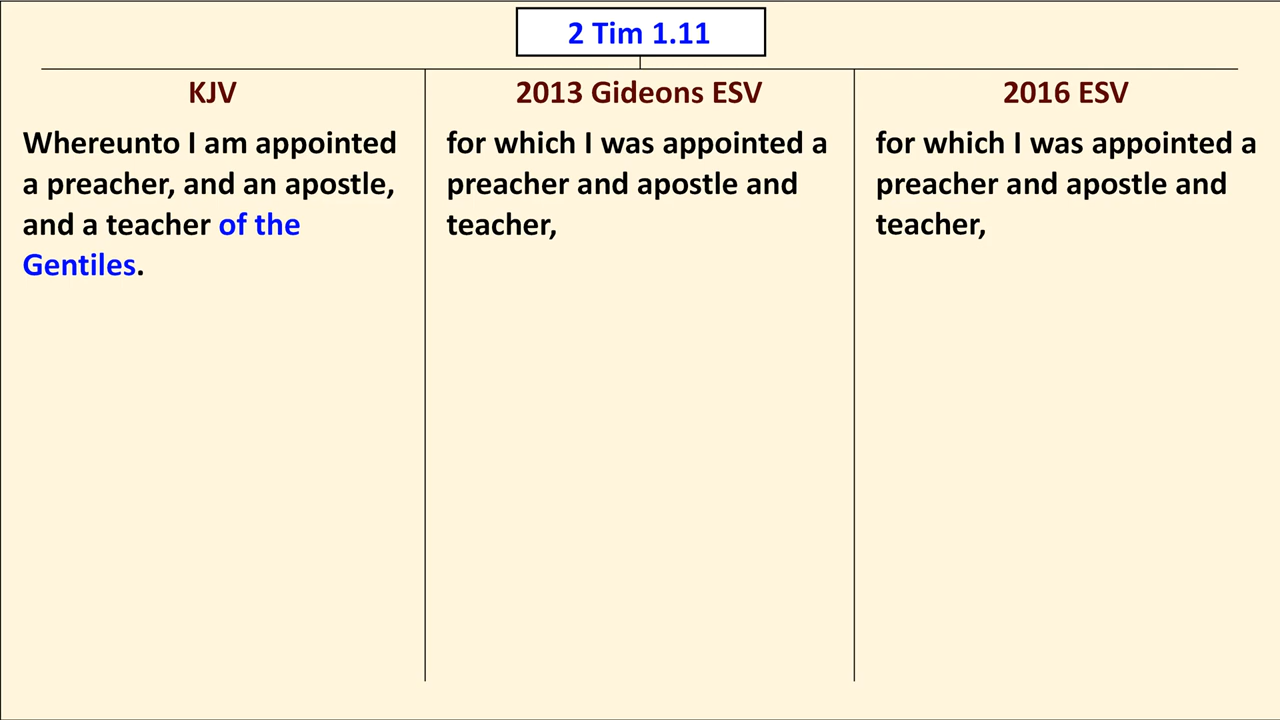 2 Tim 1.11
KJV
Whereunto I am appointed
a preacher, and an apostle,
and a teacher of the
Gentiles.
2013 Gideons ESV
for which I was appointed a
preacher and apostle and
teacher,
2016 ESV
for which I was appointed a
preacher and apostle and
teacher,